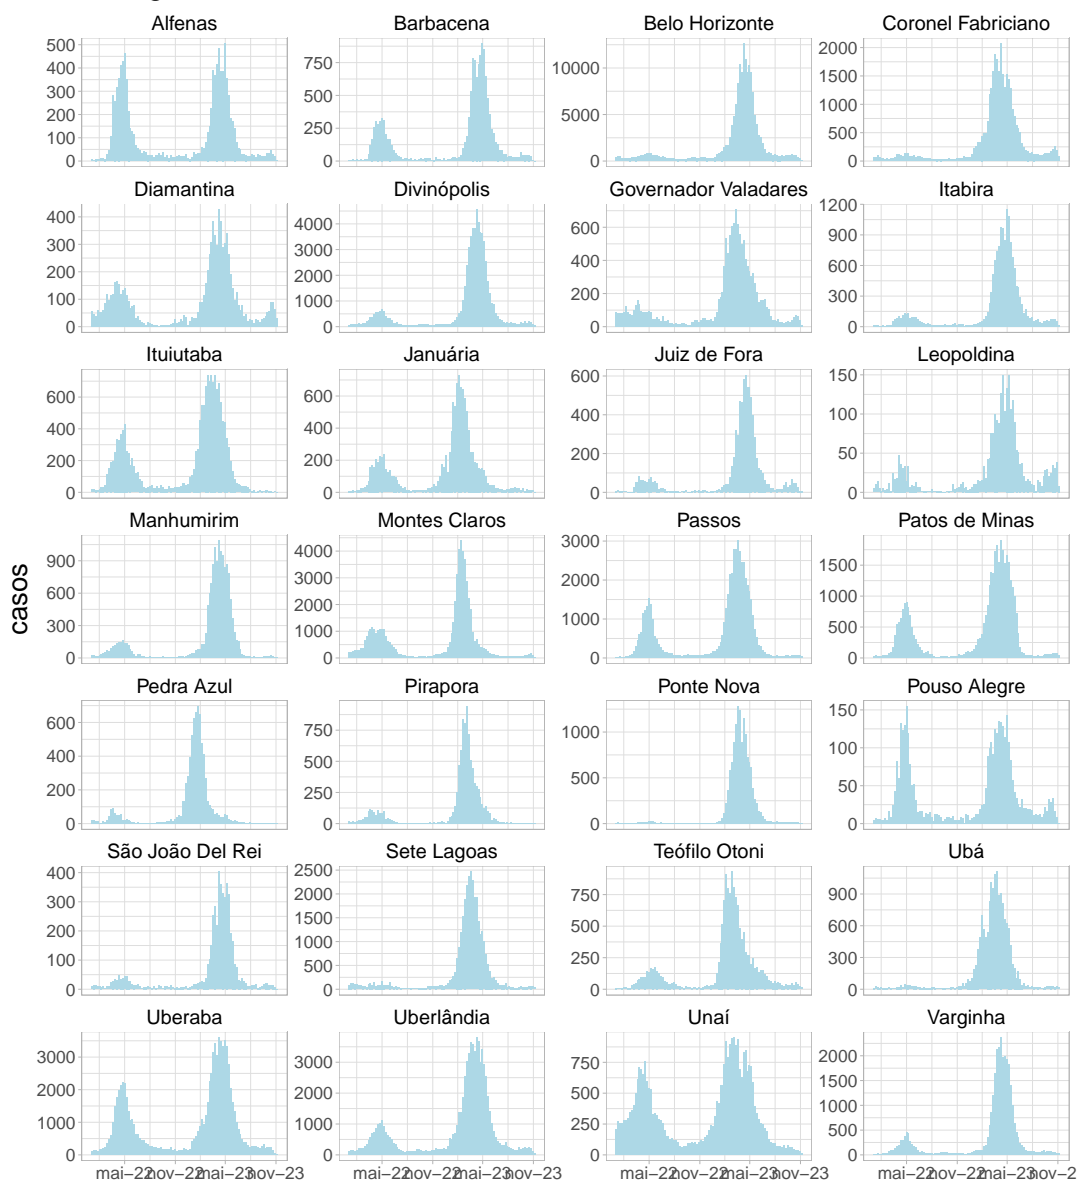 Alfenas Barbacena Belo Horizonte Coronel Fabriciano
500 400 300 200 100 0
750 500 250 0
10000 5000 0
2000 1500 1000 500 0
Diamantina Divinópolis Governador Valadares Itabira
400 300 200 100 0
4000 3000 2000 1000 0
600 400 200 0
1200 900 600 300 0
Ituiutaba Januária Juiz de Fora Leopoldina
600 400 200 0
600 400 200 0
600 400 200 0
150 100 50 0
casos
Manhumirim Montes Claros Passos Patos de Minas
900 600 300 0
4000 3000 2000 1000 0
3000 2000 1000 0
1500 1000 500 0
Pedra Azul Pirapora Ponte Nova Pouso Alegre
600 400 200 0
750 500 250 0
1000 500 0
150 100 50 0
São João Del Rei Sete Lagoas Teófilo Otoni Ubá
400 300 200 100 0
2500 2000 1500 1000 500 0
750 500 250 0
900 600 300 0
Uberaba Uberlândia Unaí Varginha
3000 2000 1000 0
3000 2000 1000 0
750 500 250 0
2000 1500 1000 500 0
mai–22 nov–22 mai–23 nov–23 mai–22 nov–22 mai–23 nov–23 mai–22 nov–22 mai–23 nov–23 mai–22 nov–22 mai–23 nov–2